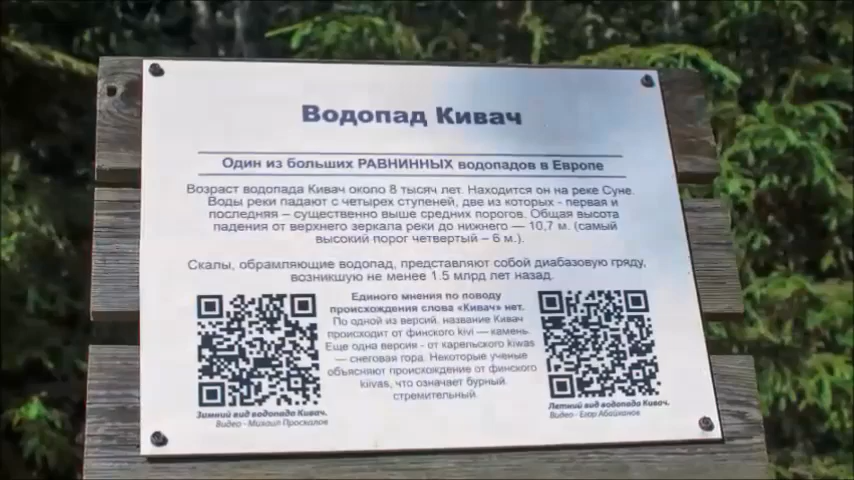 Водопад Кивач
Один из больших РАВНИННЫХ водопадов в Европе
Возраст водопада Кивач около 8 тысяч лет. Находится он на реке Суне.
Воды реки падают с четырех ступеней, две из которых - первая и
последняя – существенно выше средних порогов. Общая высота
падения от верхнего зеркала реки до нижнего — 10,7 м. (самый
высокий порог четвертый – 6 м.).
Скалы, обрамляющие водопад, представляют собой диабазовую гряду,
возникшую не менее 1.5 млрд лет назад.
Единого мнения по поводу
происхождения слова «Кивач» нет.
По одной из версий, название Кивач
происходит от финского kivi — камень.
Еще одна версия - от карельского kiwas
— снеговая гора. Некоторые ученые
объясняют происхождение от финского
kiivas, что означает бурный,
стремительный.
Зимний вид водопада Кивач.
Видео - Михаил Проскалов
Летний вид водопада Кивач.
Видео - Егор Абайханов